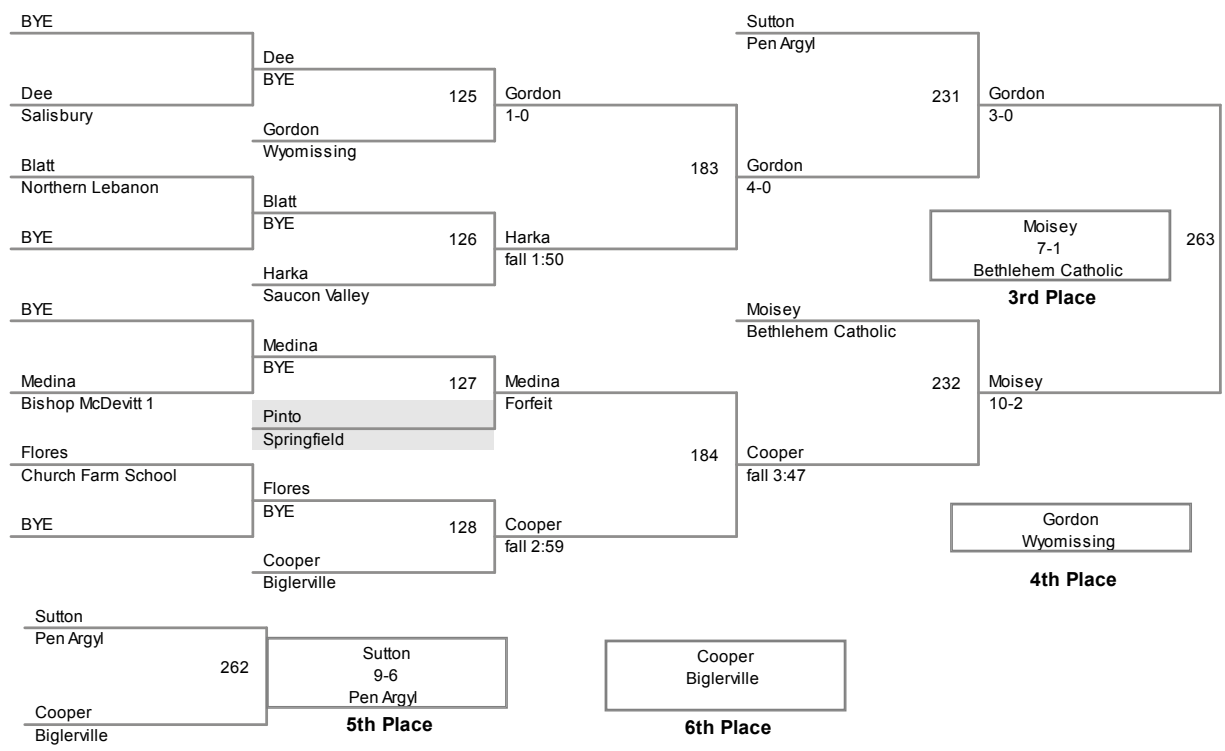 BYE
Dee
Salisbury
Blatt
Northern Lebanon
BYE
BYE
Medina
Bishop McDevitt 1
Flores
Church Farm School
BYE
Dee
BYE
125
Gordon
Wyomissing
Blatt
BYE
126
Harka
Saucon Valley
Medina
BYE
127
Pinto
Springfield
Flores
BYE
128
Cooper
Biglerville
Gordon
1-0
183
Harka
fall 1:50
Medina
Forfeit
184
Cooper
fall 2:59
Sutton
Pen Argyl
231
Gordon
4-0
Moisey
Bethlehem Catholic
232
Cooper
fall 3:47
Gordon
3-0
263
Moisey
7-1
Bethlehem Catholic
3rd Place
Moisey
10-2
Gordon
Wyomissing
4th Place
Sutton
Pen Argyl
262
Cooper
Biglerville
Sutton
9-6
Pen Argyl
5th Place
Cooper
Biglerville
6th Place